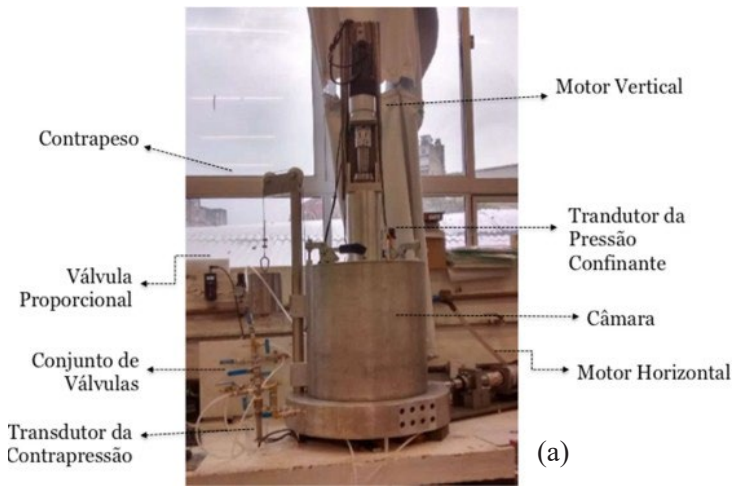 Motor Vertical
Contrapeso
Trandutor da
Pressão
Confinante
Válvula
Proporcional
Câmara
Conjunto de
Válvulas
Motor Horizontal
Transdutor da
Contrapressão
(a)